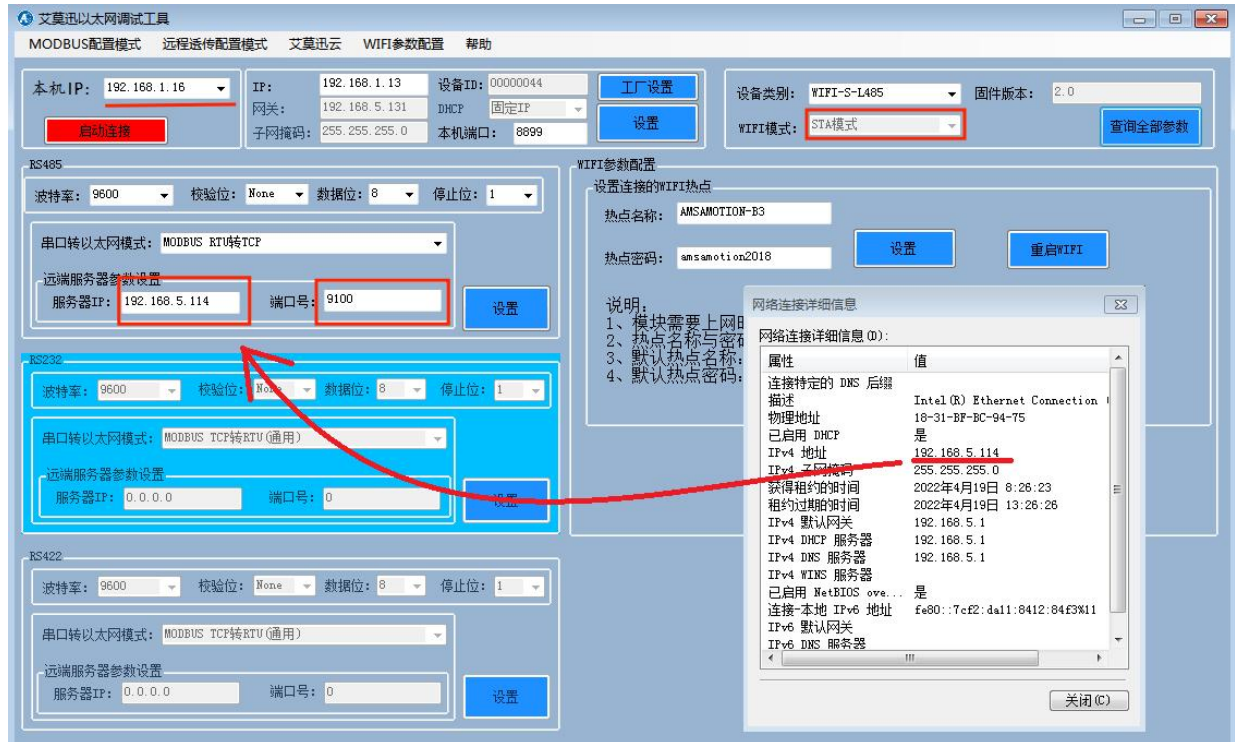 艾莫迅以太网调试工具
MODBUS配置模式 远程透传配置模式 艾莫迅云 WIFI参数配置 帮助
本机IP: 192.168.1.16
启动连接
IP: 192.168.1.13 设备ID: 00000044 工厂设置
网关: 192.168.5.131 DHCP 固定IP
子网掩码: 255.255.255.0 本机端口: 8899 设置
设备类别: WIFI-S-L485 固件版本: 2.0
WIFI模式: STA模式 查询全部参数
RS485
波特率: 9600 校验位: None 数据位: 8 停止位: 1
串口转以太网模式: MODBUS RTU转TCP
远端服务器参数设置
服务器IP: 192.168.5.114 端口号: 9100 设置
RS232
波特率: 9600 校验位: None 数据位: 8 停止位: 1
串口转以太网模式: MODBUS TCP转RTU(通用)
远端服务器参数设置
服务器IP: 0.0.0.0 端口号: 0 设置
RS422
波特率: 9600 校验位: None 数据位: 8 停止位: 1
串口转以太网模式: MODBUS TCP转RTU(通用)
远端服务器参数设置
服务器IP: 0.0.0.0 端口号: 0 设置
WIFI参数配置
设置连接的WIFI热点
热点名称: AMSAMOTION-B3
热点密码: amsamotion2018 设置 重启WIFI
说明:
1、模块需要上网
2、热点名称与密
3、默认热点名称:
4、默认热点密码:
网络连接详细信息
网络连接详细信息(D):
属性 值
连接特定的 DNS 后缀
描述 Intel(R) Ethernet Connection
物理地址 18-31-BF-BC-94-75
已启用 DHCP 是
IPv4 地址 192.168.5.114
IPv4 子网掩码 255.255.255.0
获得租约的时间 2022年4月19日 8:26:23
租约过期的时间 2022年4月19日 13:26:26
IPv4 默认网关 192.168.5.1
IPv4 DHCP 服务器 192.168.5.1
IPv4 DNS 服务器 192.168.5.1
IPv4 WINS 服务器
已启用 NetBIOS ove... 是
连接-本地 IPv6 地址 fe80::7cf2:da11:8412:84f3%11
IPv6 默认网关
IPv6 DNS 服务器
关闭(C)